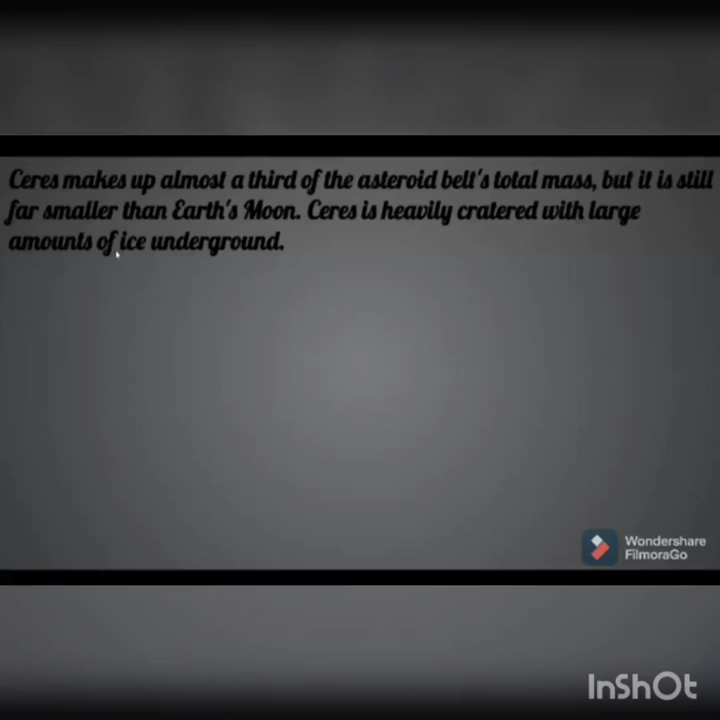 Ceres makes up almost a third of the asteroid belt's total mass, but it is still
far smaller than Earth's Moon. Ceres is heavily cratered with large
amounts of ice underground.
Wondershare
FilmoraGo
InShOt